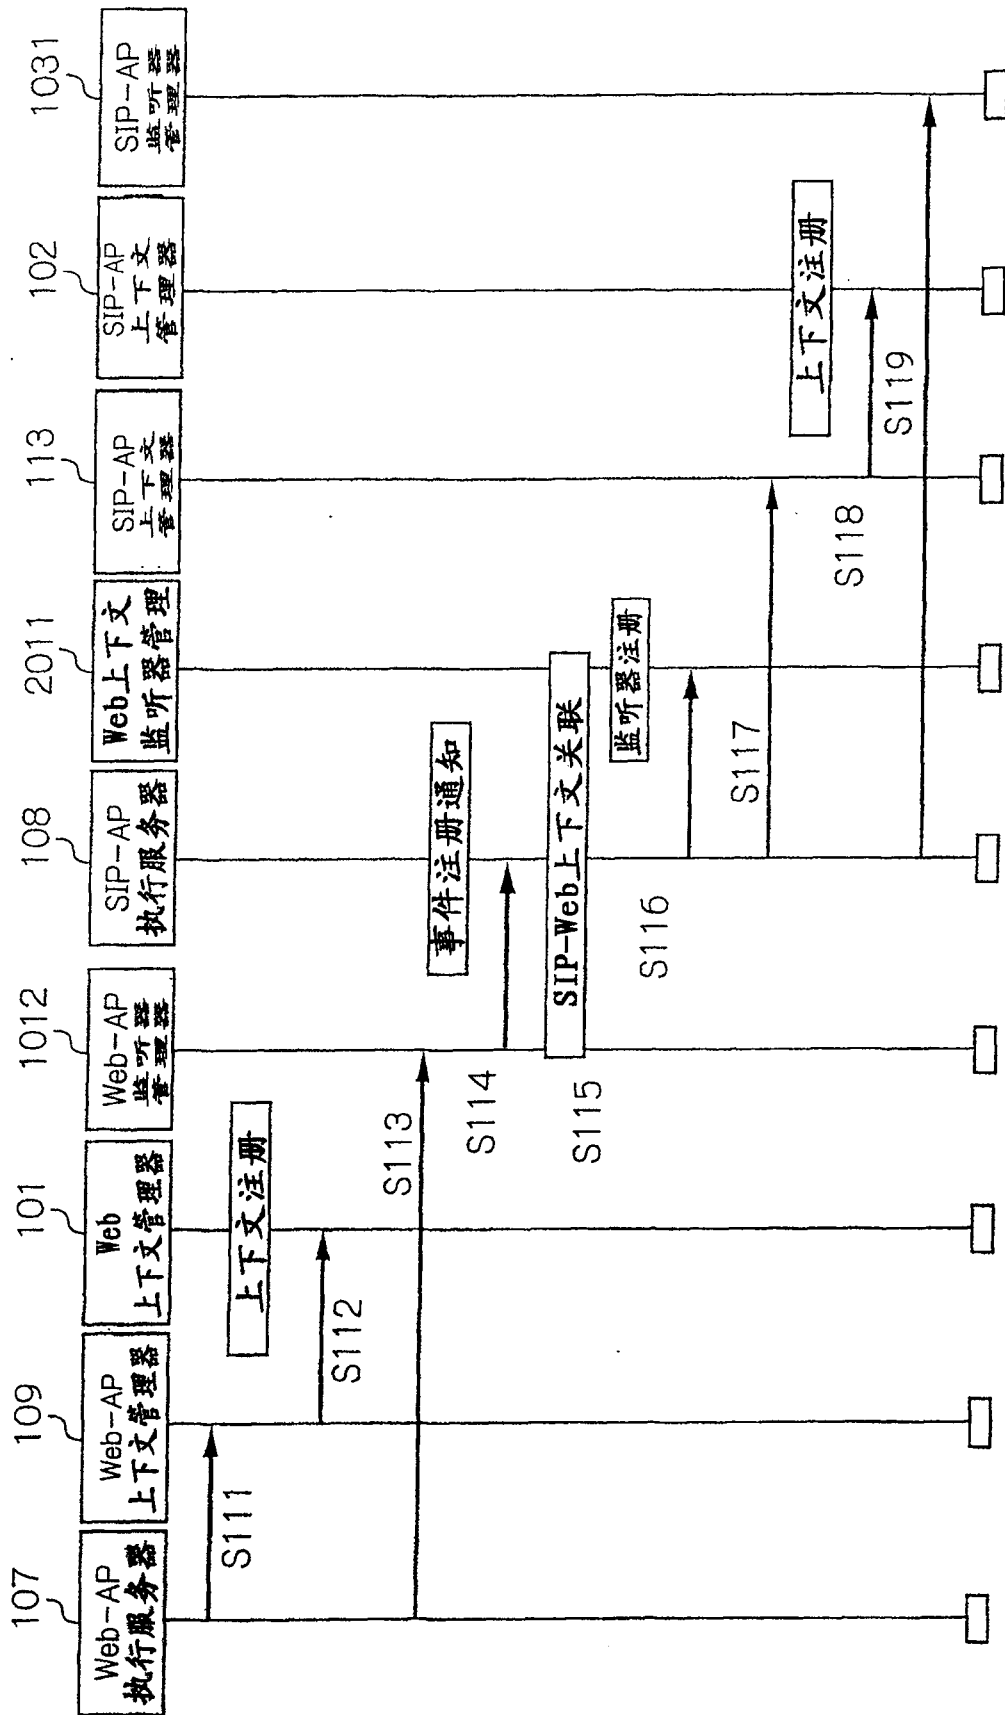 107
Web-AP
执行服务器
109
Web-AP
上下文管理器
101
Web
上下文管理器
1012
Web-AP
监听器
管理器
108
SIP-AP
执行服务器
2011
Web上下文
监听器管理
113
SIP-AP
上下文
管理器
102
SIP-AP
上下文
管理器
1031
SIP-AP
监听器
管理器
S111
上下文注册
S112
S113
事件注册通知
S114
SIP-Web上下文关联
S115
监听器注册
S116
S117
上下文注册
S118
S119